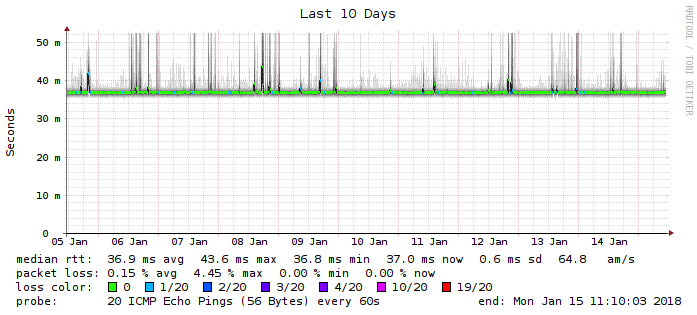 Last 10 Days
RRDTOOL / TOBI OETIKER
Seconds
50 m
40 m
30 m
20 m
10 m
0
05 Jan 06 Jan 07 Jan 08 Jan 09 Jan 10 Jan 11 Jan 12 Jan 13 Jan 14 Jan
median rtt: 36.9 ms avg 43.6 ms max 36.8 ms min 37.0 ms now 0.6 ms sd 64.8 am/s
packet loss: 0.15 % avg 4.45 % max 0.00 % min 0.00 % now
loss color: 0 1/20 2/20 3/20 4/20 10/20 19/20
probe: 20 ICMP Echo Pings (56 Bytes) every 60s end: Mon Jan 15 11:10:03 2018